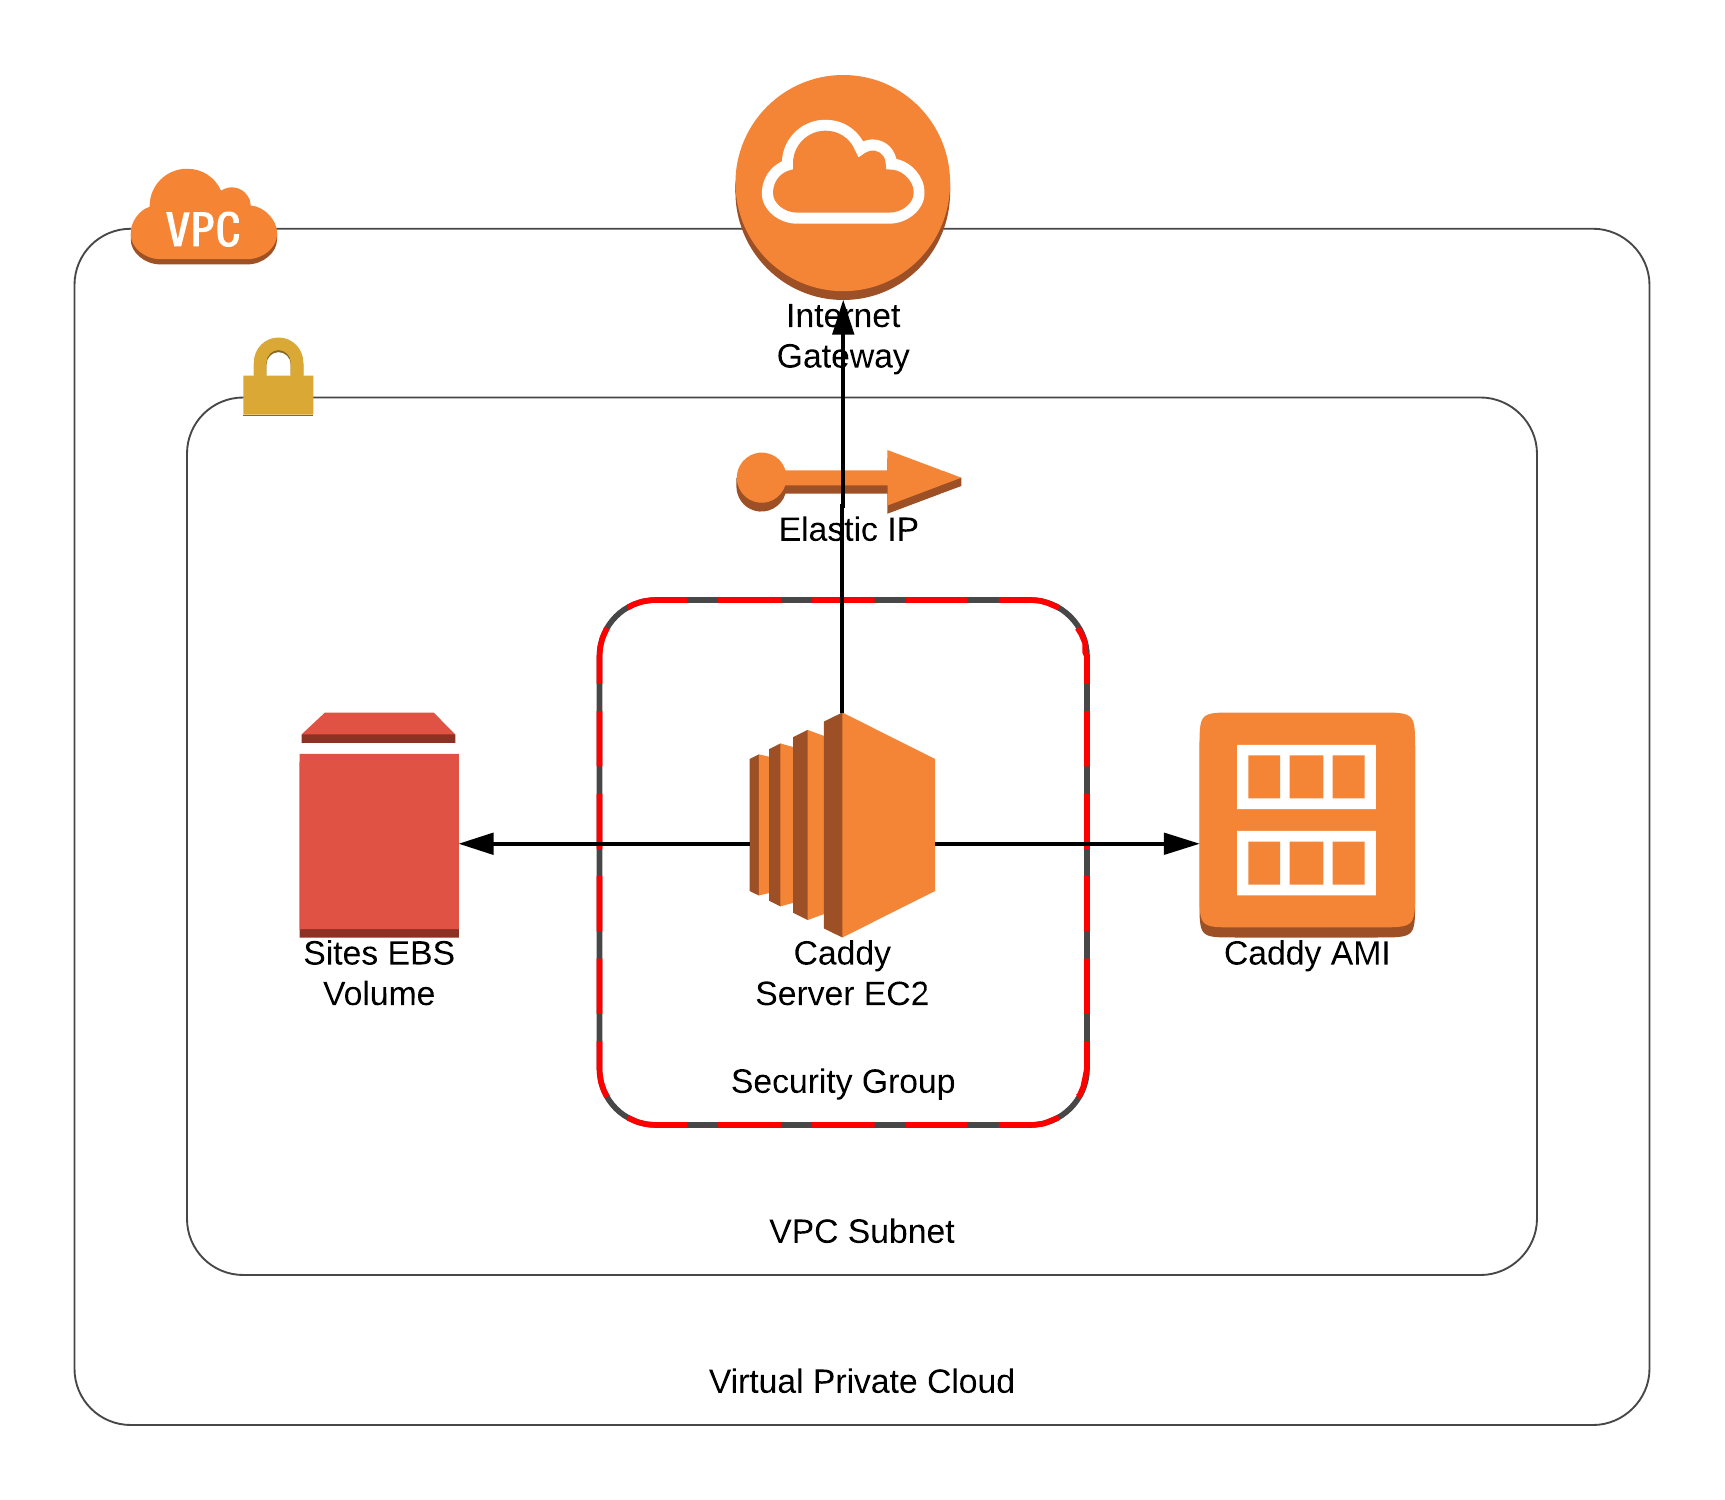 VPC
Internet
Gateway
Elastic IP
Sites EBS
Volume
Caddy
Server EC2
Caddy AMI
Security Group
VPC Subnet
Virtual Private Cloud